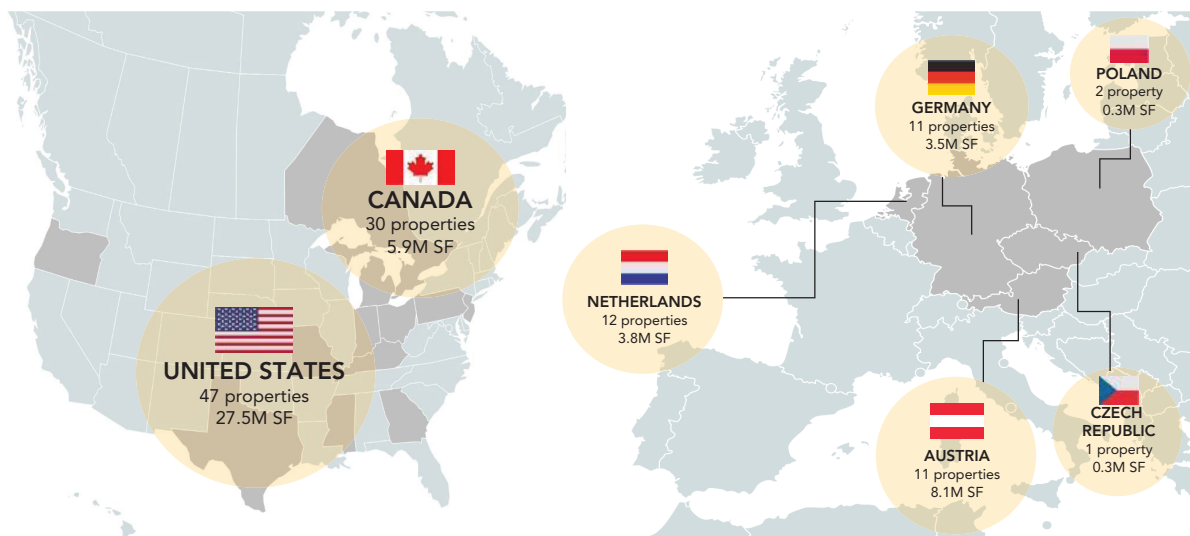 CANADA
30 properties
5.9M SF
UNITED STATES
47 properties
27.5M SF
GERMANY
11 properties
3.5M SF
POLAND
2 property
0.3M SF
NETHERLANDS
12 properties
3.8M SF
AUSTRIA
11 properties
8.1M SF
CZECH
REPUBLIC
1 property
0.3M SF